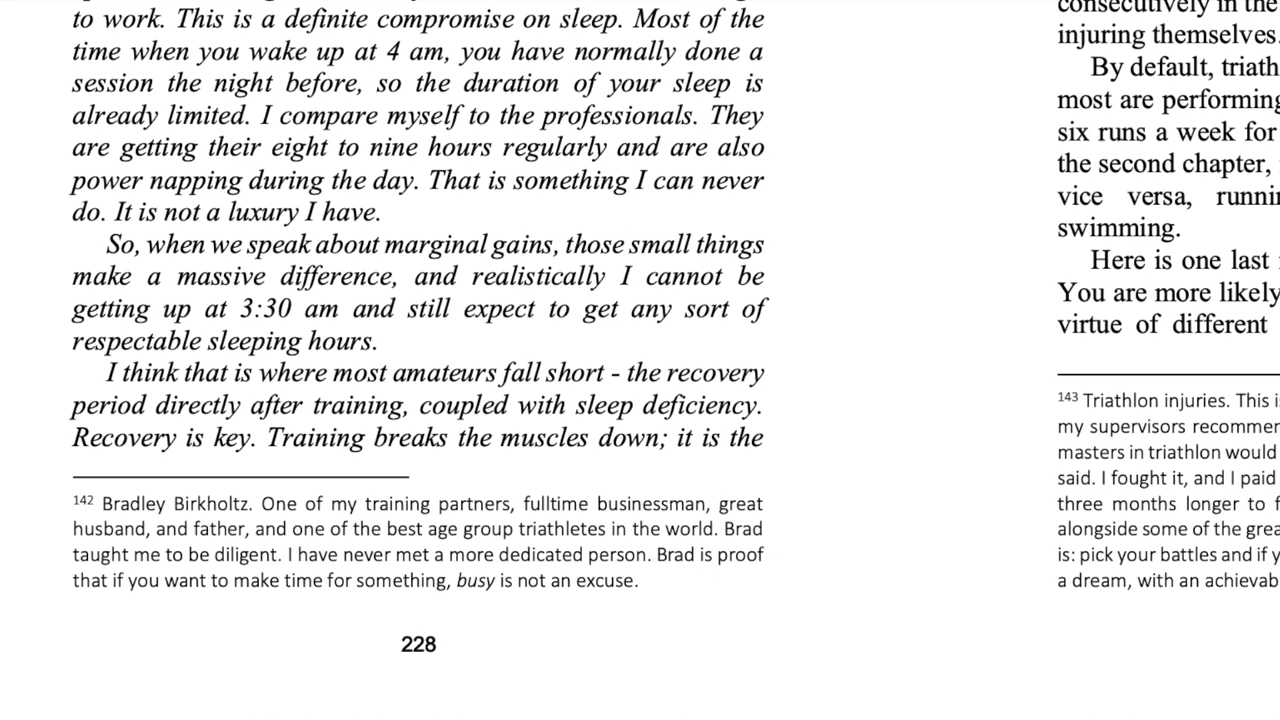 to work. This is a definite compromise on sleep. Most of the
time when you wake up at 4 am, you have normally done a
session the night before, so the duration of your sleep is
already limited. I compare myself to the professionals. They
are getting their eight to nine hours regularly and are also
power napping during the day. That is something I can never
do. It is not a luxury I have.
So, when we speak about marginal gains, those small things
make a massive difference, and realistically I cannot be
getting up at 3:30 am and still expect to get any sort of
respectable sleeping hours.
I think that is where most amateurs fall short - the recovery
period directly after training, coupled with sleep deficiency.
Recovery is key. Training breaks the muscles down; it is the
142 Bradley Birkholtz. One of my training partners, fulltime businessman, great
husband, and father, and one of the best age group triathletes in the world. Brad
taught me to be diligent. I have never met a more dedicated person. Brad is proof
that if you want to make time for something, busy is not an excuse.
228
consecutively in the
injuring themselves.
By default, triath
most are performing
six runs a week for
the second chapter,
vice versa, runnin
swimming.
Here is one last
You are more likely
virtue of different
143 Triathlon injuries. This is
my supervisors recommen
masters in triathlon would
said. I fought it, and I paid
three months longer to f
alongside some of the grea
is: pick your battles and if y
a dream, with an achievab